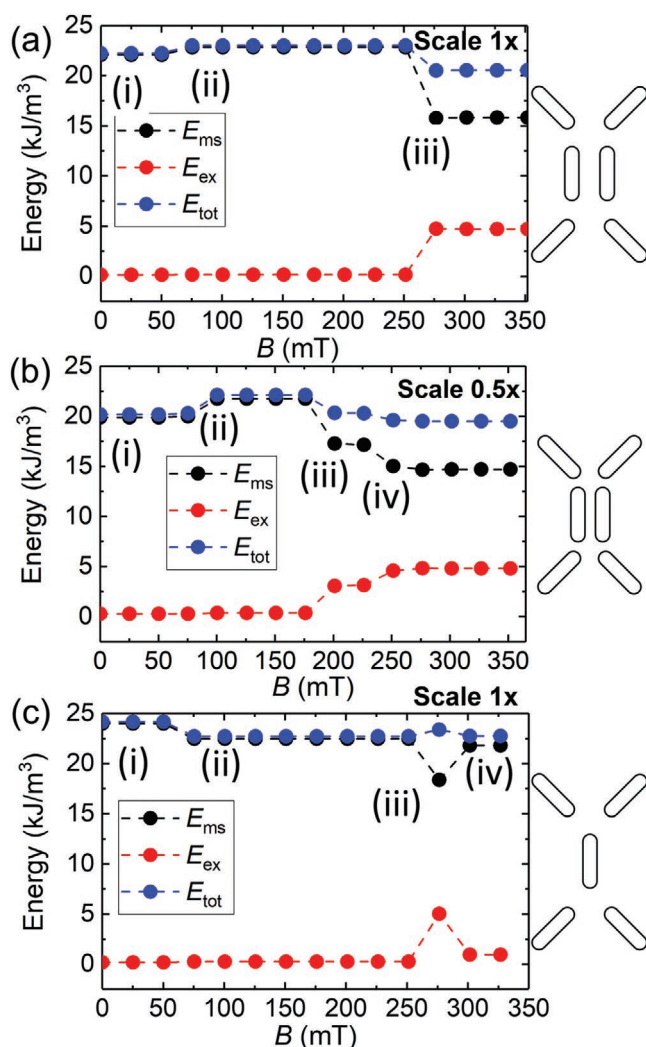 (a)
Scale 1x
Energy (kJ/m³)
25
20
15
10
5
0
(i)
(ii)
(iii)
E_ms
E_ex
E_tot
0 50 100 150 200 250 300 350
B (mT)
(b)
Scale 0.5x
Energy (kJ/m³)
25
20
15
10
5
0
(i)
(ii)
(iii)
(iv)
E_ms
E_ex
E_tot
0 50 100 150 200 250 300 350
B (mT)
(c)
Scale 1x
Energy (kJ/m³)
25
20
15
10
5
0
(i)
(ii)
(iii)
(iv)
E_ms
E_ex
E_tot
0 50 100 150 200 250 300 350
B (mT)